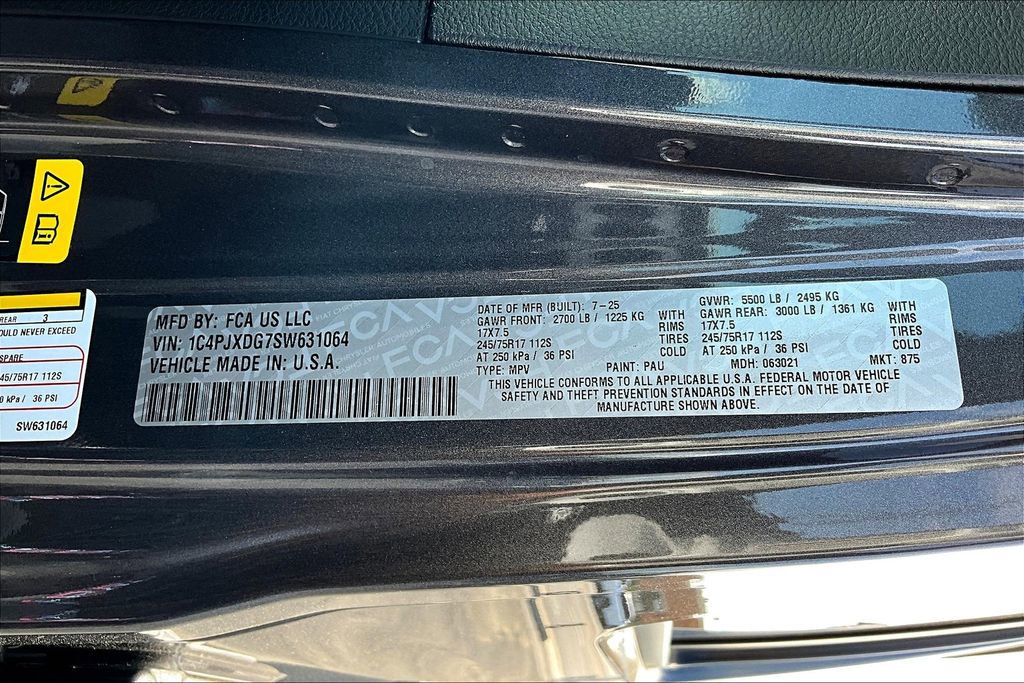 REAR 3
OULD NEVER EXCEED
45/75R17 112S
0 kPa / 36 PSI
SW631064
MFD BY: FCA US LLC
VIN: 1C4PJXDG7SW631064
VEHICLE MADE IN: U.S.A.
DATE OF MFR (BUILT): 7-25
GAWR FRONT: 2700 LB / 1225 KG WITH
17X7.5 RIMS
245/75R17 112S TIRES
AT 250 kPa / 36 PSI COLD
TYPE: MPV PAINT: PAU
GVWR: 5500 LB / 2495 KG
GAWR REAR: 3000 LB / 1361 KG WITH
17X7.5 RIMS
245/75R17 112S TIRES
AT 250 kPa / 36 PSI COLD
MDH: 063021 MKT: 875
THIS VEHICLE CONFORMS TO ALL APPLICABLE U.S.A. FEDERAL MOTOR VEHICLE
SAFETY AND THEFT PREVENTION STANDARDS IN EFFECT ON THE DATE OF
MANUFACTURE SHOWN ABOVE.